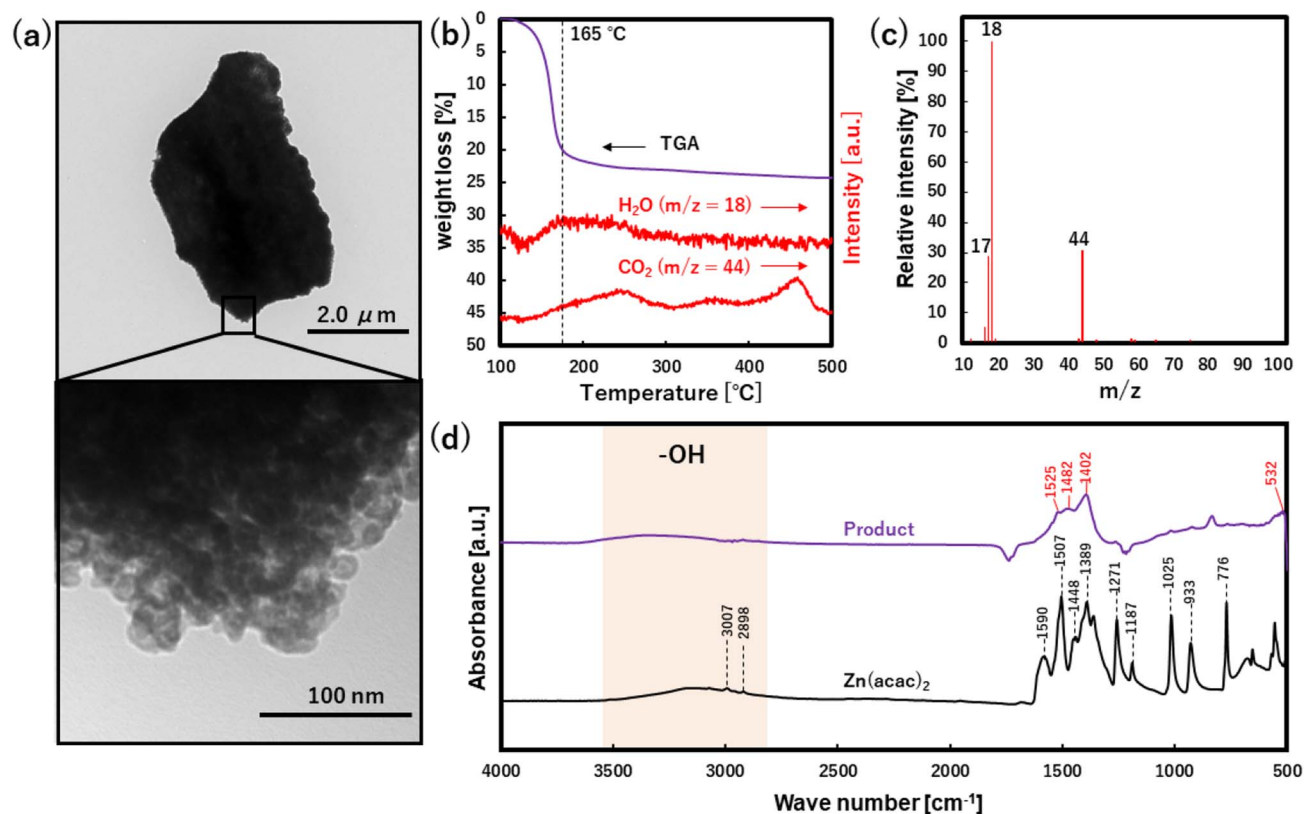 (a)
2.0 μm
100 nm
(b)
165 °C
0
5
10
15
20
25
30
35
40
45
50
weight loss [%]
TGA
H₂O (m/z = 18)
CO₂ (m/z = 44)
Intensity [a.u.]
100 200 300 400 500
Temperature [°C]
(c)
18
17
44
100
90
80
70
60
50
40
30
20
10
0
Relative intensity [%]
10 20 30 40 50 60 70 80 90 100
m/z
(d)
-OH
1525
1482
1402
532
Product
3007
2898
1590
1507
1448
1389
1271
1187
1025
933
776
Zn(acac)₂
Absorbance [a.u.]
4000 3500 3000 2500 2000 1500 1000 500
Wave number [cm⁻¹]